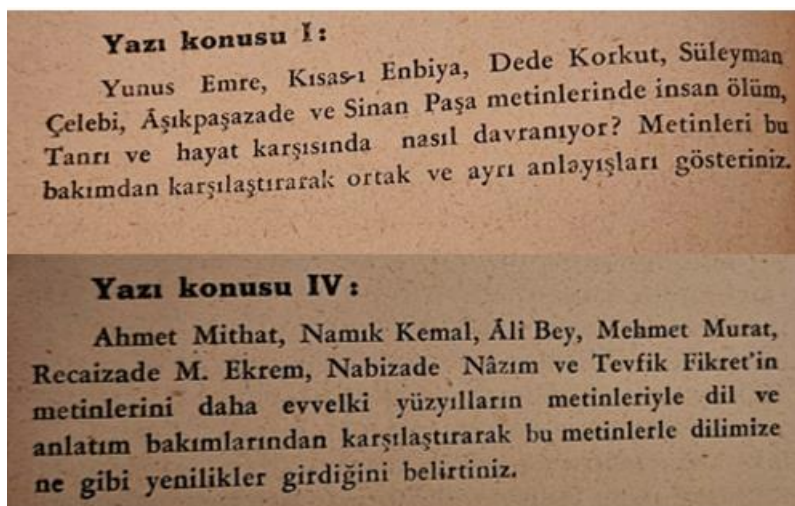 Yazı konusu I:
Yunus Emre, Kısas-ı Enbiya, Dede Korkut, Süleyman
Çelebi, Âşıkpaşazade ve Sinan Paşa metinlerinde insan ölüm,
Tanrı ve hayat karşısında nasıl davranıyor? Metinleri bu
bakımdan karşılaştırarak ortak ve ayrı anlayışları gösteriniz.
Yazı konusu IV:
Ahmet Mithat, Namık Kemal, Âli Bey, Mehmet Murat,
Recaizade M. Ekrem, Nabizade Nâzım ve Tevfik Fikret'in
metinlerini daha evvelki yüzyılların metinleriyle dil ve
anlatım bakımlarından karşılaştırarak bu metinlerle dilimize
ne gibi yenilikler girdiğini belirtiniz.